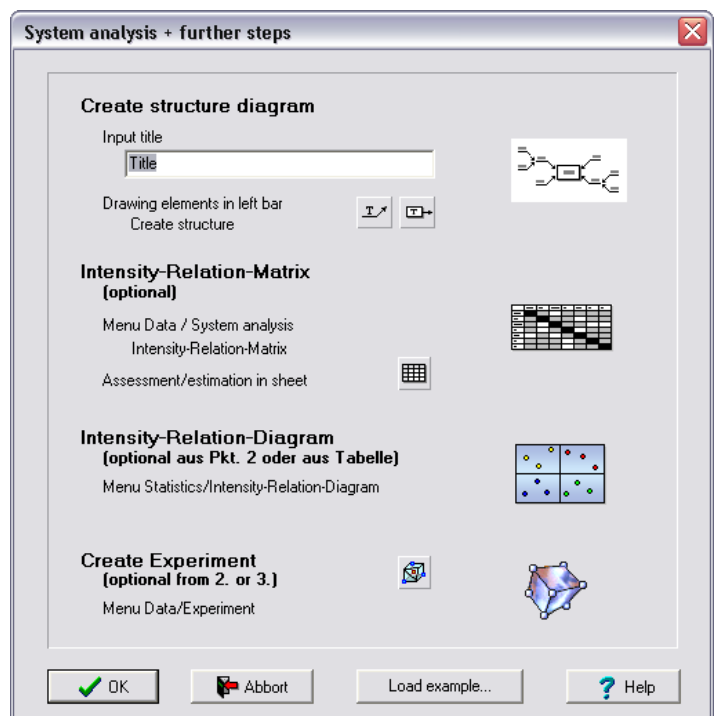 System analysis + further steps
Create structure diagram
Input title
Title
Drawing elements in left bar
Create structure
T
T
Intensity-Relation-Matrix
(optional)
Menu Data / System analysis
Intensity-Relation-Matrix
Assessment/estimation in sheet
Intensity-Relation-Diagram
(optional aus Pkt. 2 oder aus Tabelle)
Menu Statistics/Intensity-Relation-Diagram
Create Experiment
(optional from 2. or 3.)
Menu Data/Experiment
OK
Abbort
Load example...
Help